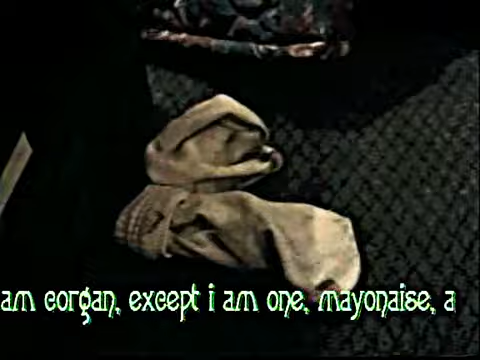 am corgan, except i am one, mayonaise, a